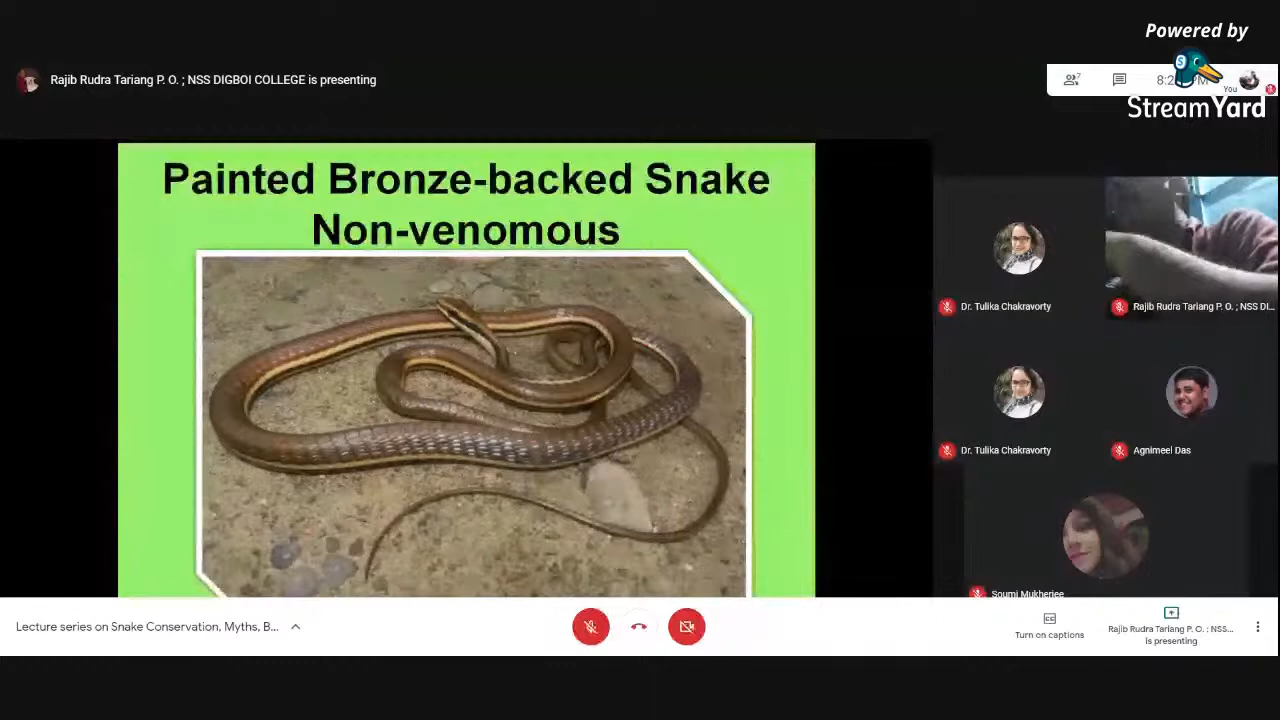 Powered by
StreamYard
Rajib Rudra Tariang P. O. ; NSS DIGBOI COLLEGE is presenting
7
You
Painted Bronze-backed Snake
Non-venomous
Dr. Tulika Chakravorty
Rajib Rudra Tariang P. O. ; NSS DI...
Dr. Tulika Chakravorty
Agnimeel Das
Soumi Mukherjee
Lecture series on Snake Conservation, Myths, B...
Turn on captions
Rajib Rudra Tariang P. O. ; NSS...
is presenting